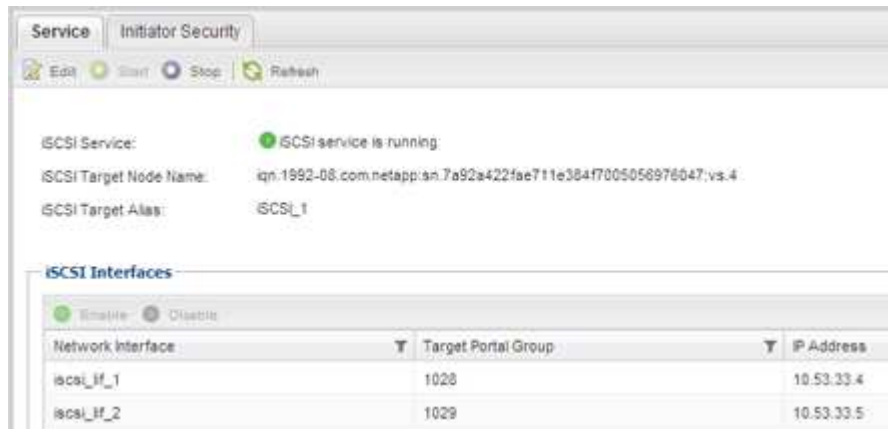 Service Initiator Security
Edit Start Stop Refresh
iSCSI Service: iSCSI service is running
iSCSI Target Node Name: iqn.1992-08.com.netapp:sn.7a92a422fae711e384f7005056976047:vs.4
iSCSI Target Alias: iSCSI_1
iSCSI Interfaces
Enable Disable
Network Interface Target Portal Group IP Address
iscsi_lif_1 1028 10.53.33.4
iscsi_lif_2 1029 10.53.33.5